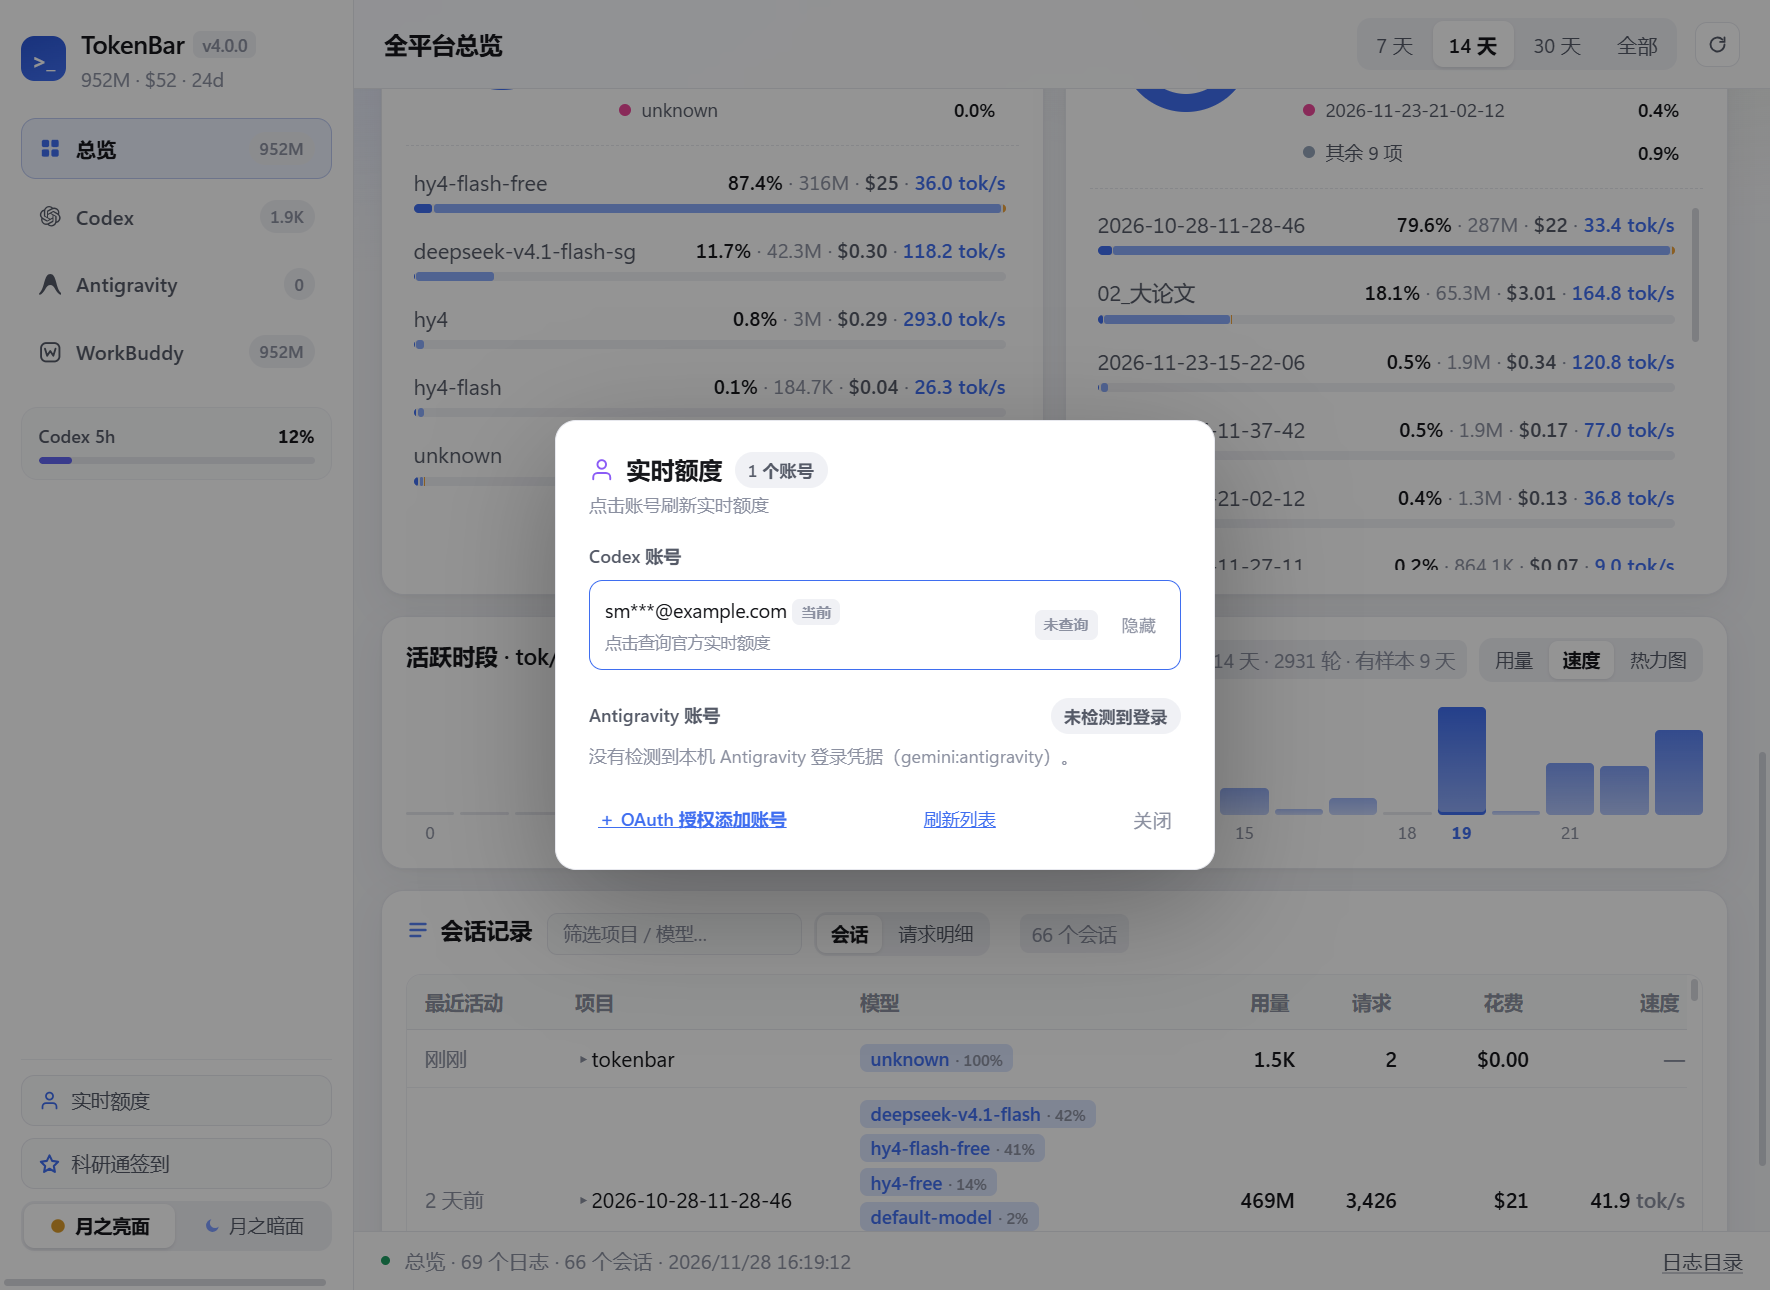 >_ TokenBar v4.0.0
952M · $52 · 24d
总览 952M
Codex 1.9K
Antigravity 0
WorkBuddy 952M
Codex 5h 12%
实时额度
科研通签到
月之亮面 月之暗面
全平台总览
7 天 14 天 30 天 全部
unknown 0.0%
hy4-flash-free 87.4% · 316M · $25 · 36.0 tok/s
deepseek-v4.1-flash-sg 11.7% · 42.3M · $0.30 · 118.2 tok/s
hy4 0.8% · 3M · $0.29 · 293.0 tok/s
hy4-flash 0.1% · 184.7K · $0.04 · 26.3 tok/s
unknown
2026-11-23-21-02-12 0.4%
其余 9 项 0.9%
2026-10-28-11-28-46 79.6% · 287M · $22 · 33.4 tok/s
02_大论文 18.1% · 65.3M · $3.01 · 164.8 tok/s
2026-11-23-15-22-06 0.5% · 1.9M · $0.34 · 120.8 tok/s
-11-37-42 0.5% · 1.9M · $0.17 · 77.0 tok/s
21-02-12 0.4% · 1.3M · $0.13 · 36.8 tok/s
-11-27-11 0.2% · 864.1K · $0.07 · 9.0 tok/s
实时额度 1 个账号
点击账号刷新实时额度
Codex 账号
sm***@example.com 当前
点击查询官方实时额度
未查询 隐藏
Antigravity 账号 未检测到登录
没有检测到本机 Antigravity 登录凭据（gemini:antigravity）。
+ OAuth 授权添加账号 刷新列表 关闭
活跃时段 · tok/
14 天 · 2931 轮 · 有样本 9 天 用量 速度 热力图
0 15 18 19 21
会话记录 筛选项目 / 模型... 会话 请求明细 66 个会话
最近活动 项目 模型 用量 请求 花费 速度
刚刚 ▸ tokenbar unknown · 100% 1.5K 2 $0.00 —
deepseek-v4.1-flash · 42%
hy4-flash-free · 41%
hy4-free · 14%
2 天前 ▸ 2026-10-28-11-28-46 469M 3,426 $21 41.9 tok/s
default-model · 2%
总览 · 69 个日志 · 66 个会话 · 2026/11/28 16:19:12 日志目录